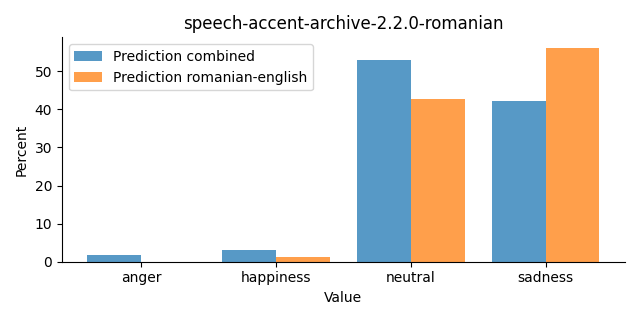 speech-accent-archive-2.2.0-romanian
Prediction combined
Prediction romanian-english
Percent
50
40
30
20
10
0
anger happiness neutral sadness
Value